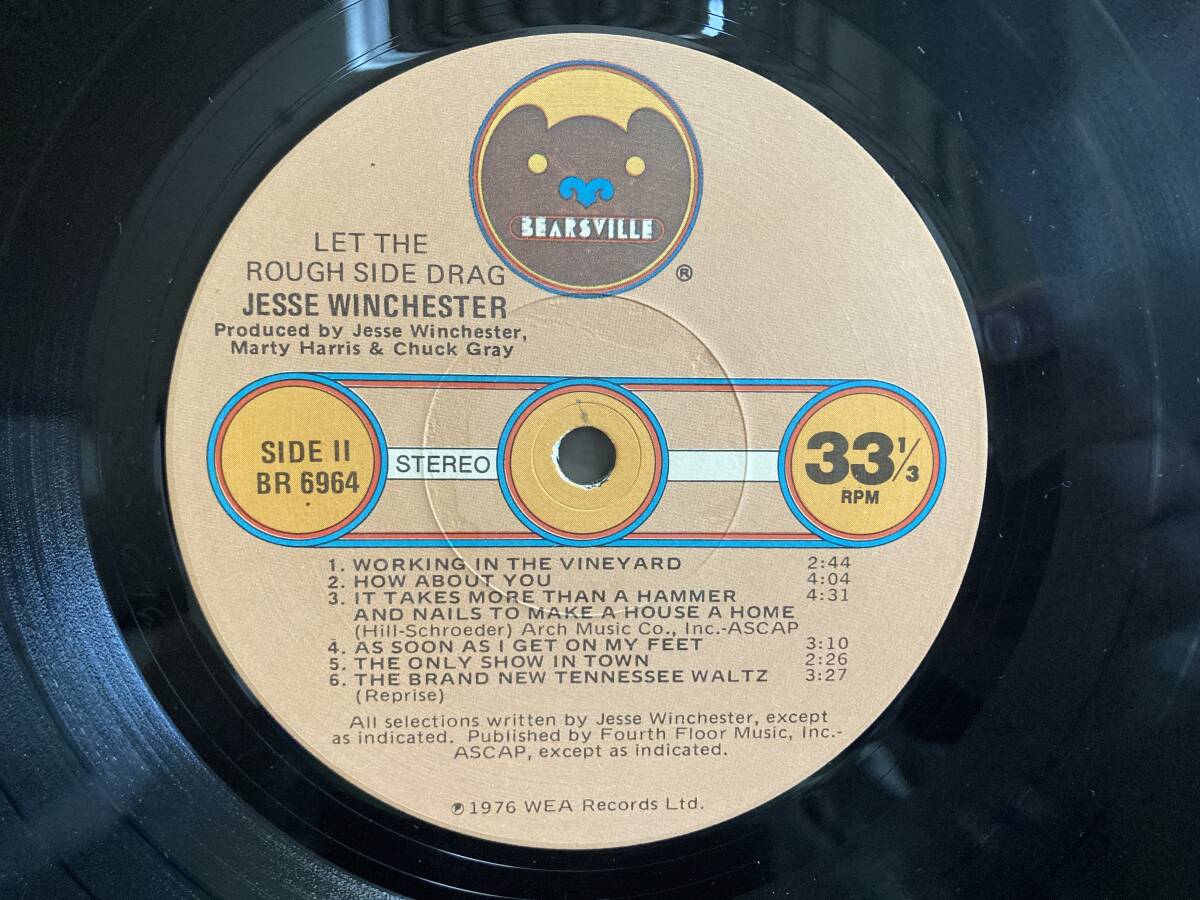 BEARSVILLE
®
LET THE
ROUGH SIDE DRAG
JESSE WINCHESTER
Produced by Jesse Winchester,
Marty Harris & Chuck Gray
SIDE II
BR 6964
STEREO
33 1/3
RPM
1. WORKING IN THE VINEYARD 2:44
2. HOW ABOUT YOU 4:04
3. IT TAKES MORE THAN A HAMMER 4:31
AND NAILS TO MAKE A HOUSE A HOME
(Hill-Schroeder) Arch Music Co., Inc.-ASCAP
4. AS SOON AS I GET ON MY FEET 3:10
5. THE ONLY SHOW IN TOWN 2:26
6. THE BRAND NEW TENNESSEE WALTZ 3:27
(Reprise)
All selections written by Jesse Winchester, except
as indicated. Published by Fourth Floor Music, Inc.-
ASCAP, except as indicated.
℗1976 WEA Records Ltd.